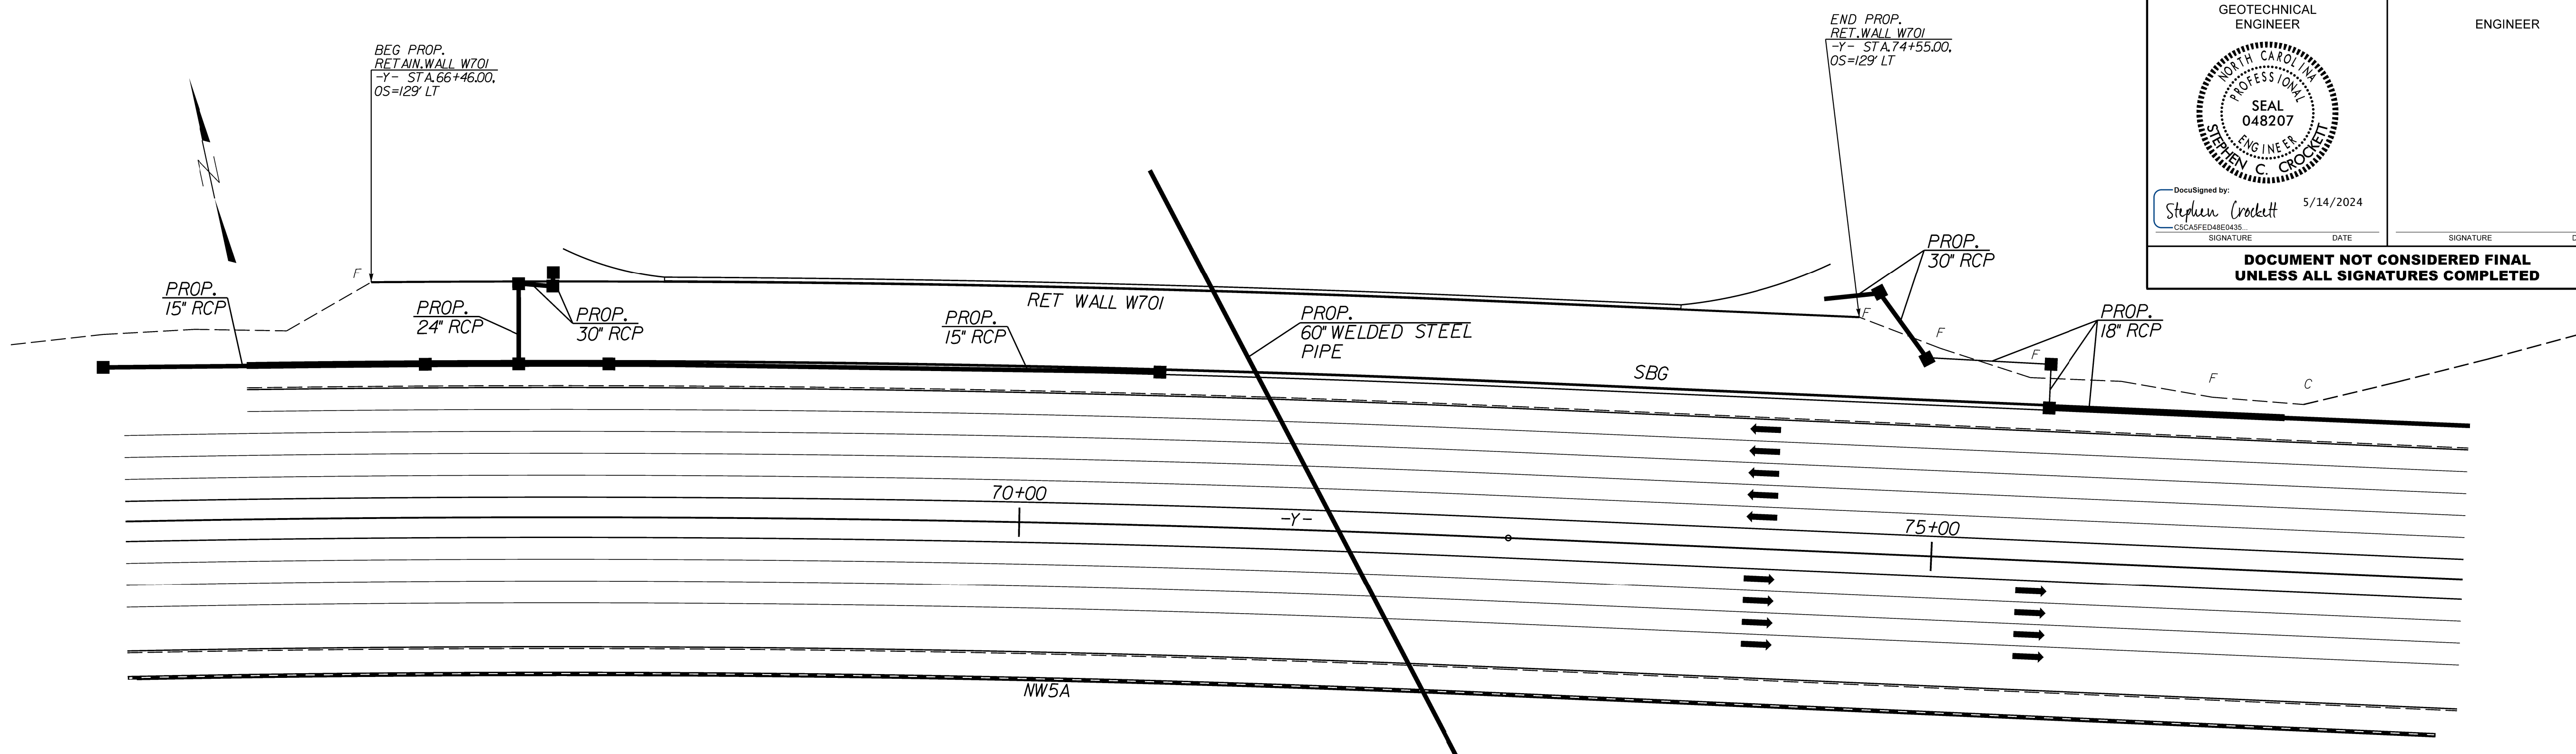 BEG PROP.
RETAIN.WALL W701
-Y- STA.66+46.00,
OS=129' LT
END PROP.
RET.WALL W701
-Y- STA.74+55.00,
OS=129' LT
GEOTECHNICAL
ENGINEER
ENGINEER
NORTH CAROLINA
PROFESSIONAL
SEAL
048207
ENGINEER
STEPHEN C. CROCKETT
DocuSigned by:
Stephen Crockett
5/14/2024
C5CA5FED48E0435...
SIGNATURE DATE
SIGNATURE
DOCUMENT NOT CONSIDERED FINAL
UNLESS ALL SIGNATURES COMPLETED
N
F
PROP.
15" RCP
PROP.
24" RCP
PROP.
30" RCP
PROP.
15" RCP
RET WALL W701
PROP.
60" WELDED STEEL
PIPE
PROP.
30" RCP
PROP.
18" RCP
F
F
F
F
C
SBG
70+00
-Y-
75+00
NW5A